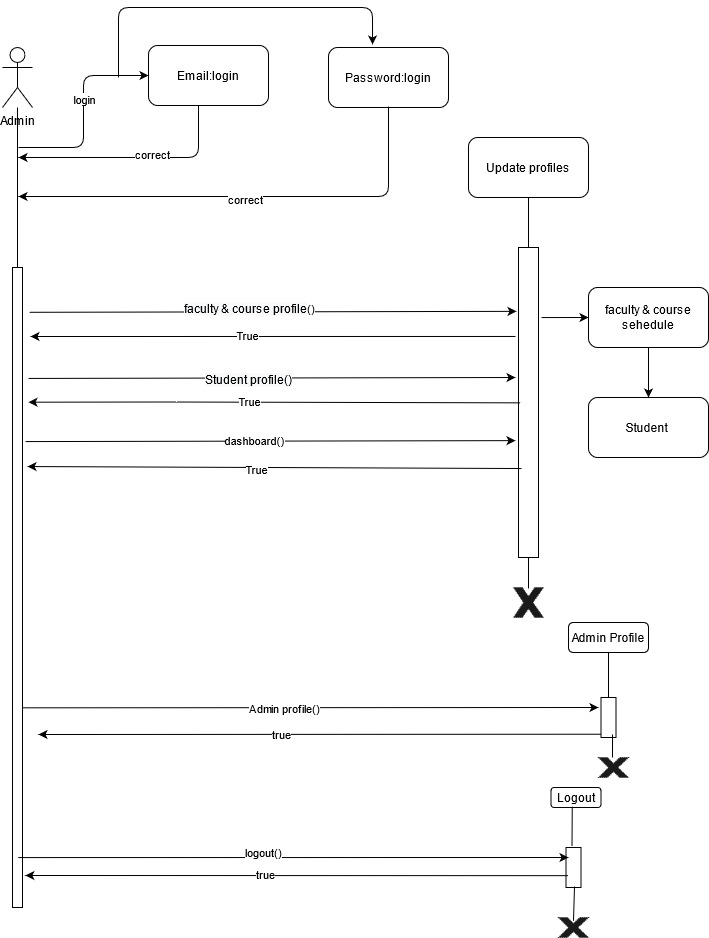 Email:login
Password:login
login
Admin
correct
correct
Update profiles
faculty & course profile()
faculty & course
sehedule
True
Student profile()
True
Student
dashboard()
True
Admin Profile
Admin profile()
true
Logout
logout()
true